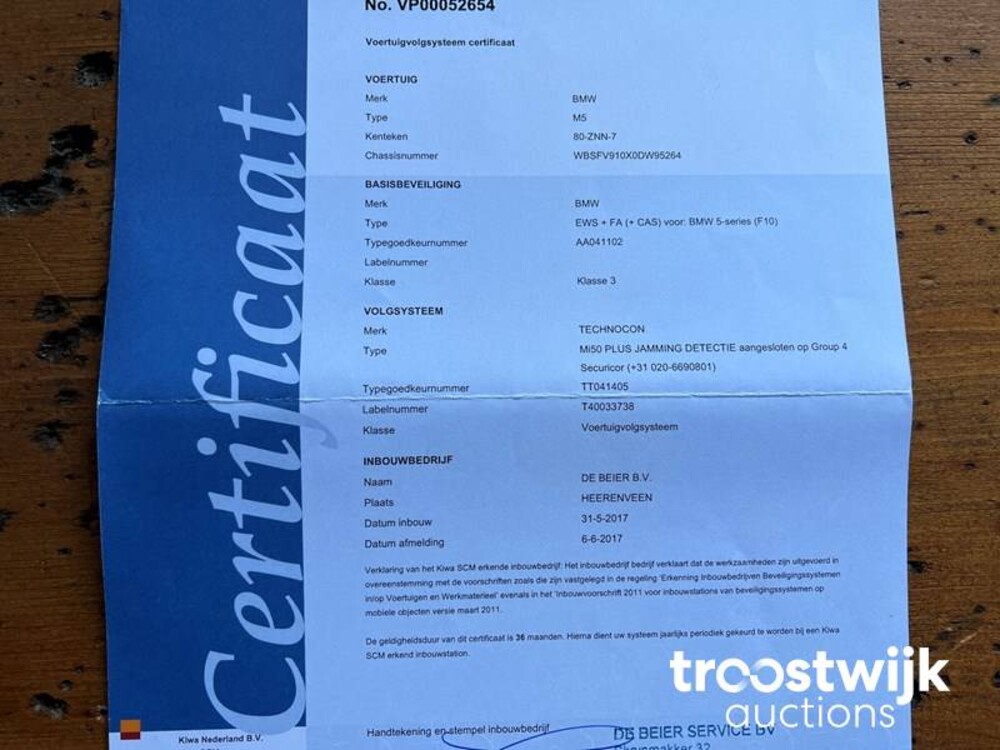 No. VP00052654
Voertuigvolgsysteem certificaat
VOERTUIG
Merk BMW
Type M5
Kenteken 80-ZNN-7
Chassisnummer WBSFV910X0DW95264
BASISBEVEILIGING
Merk BMW
Type EWS + FA (+ CAS) voor: BMW 5-series (F10)
Typegoedkeurnummer AA041102
Labelnummer
Klasse Klasse 3
VOLGSYSTEEM
Merk TECHNOCON
Type Mi50 PLUS JAMMING DETECTIE aangesloten op Group 4
Securicor (+31 020-6690801)
Typegoedkeurnummer TT041405
Labelnummer T40033738
Klasse Voertuigvolgsysteem
INBOUWBEDRIJF
Naam DE BEIER B.V.
Plaats HEERENVEEN
Datum inbouw 31-5-2017
Datum afmelding 6-6-2017
Verklaring van het Kiwa SCM erkende inbouwbedrijf: Het inbouwbedrijf bedrijf verklaart dat de werkzaamheden zijn uitgevoerd in
overeenstemming met de voorschriften zoals die zijn vastgelegd in de regeling 'Erkenning Inbouwbedrijven Beveiligingssystemen
in/op Voertuigen en Werkmaterieel' evenals in het 'Inbouwvoorschrift 2011 voor inbouwstations van beveiligingssystemen op
mobiele objecten versie maart 2011.
De geldigheidsduur van dit certificaat is 36 maanden. Hierna dient uw systeem jaarlijks periodiek gekeurd te worden bij een Kiwa
SCM erkend inbouwstation.
Handtekening en stempel inbouwbedrijf
DE BEIER SERVICE BV
32
Kiwa Nederland B.V.
Certificaat
troostwijk
auctions